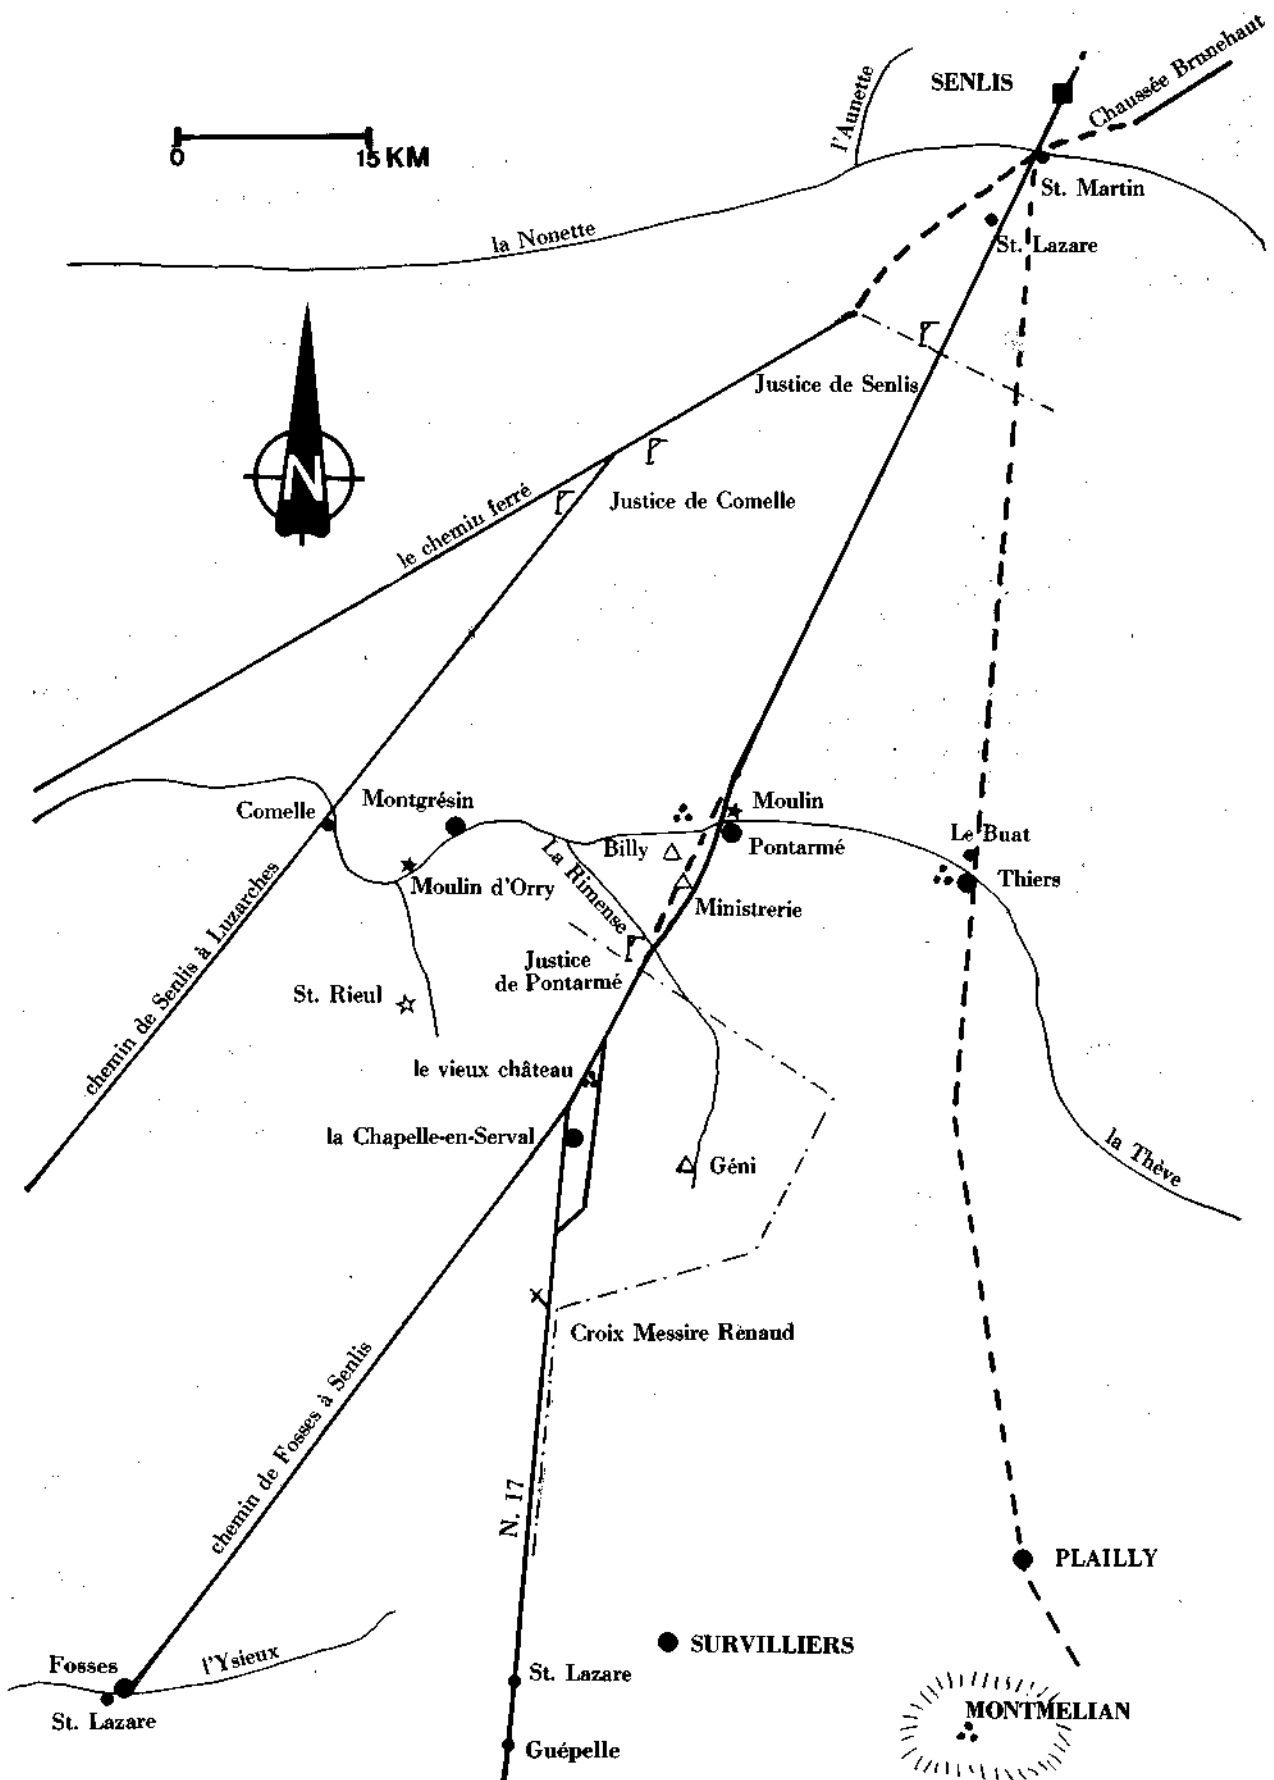 SENLIS
Chaussée Brunehaut
l'Aunette
0 15 KM
St. Martin
la Nonette
St. Lazare
Justice de Senlis
N
le chemin ferré
Justice de Comelle
Comelle
Montgrésin
Moulin
Billy
Pontarmé
Le Buat
Thiers
Moulin d'Orry
La Rimense
Ministrerie
chemin de Senlis à Luzarches
Justice
de Pontarmé
St. Rieul
le vieux château
la Chapelle-en-Serval
Géni
la Thève
Croix Messire Rènaud
chemin de Fosses à Senlis
N. 17
PLAILLY
SURVILLIERS
l'Ysieux
Fosses
St. Lazare
St. Lazare
MONTMELIAN
Guépelle